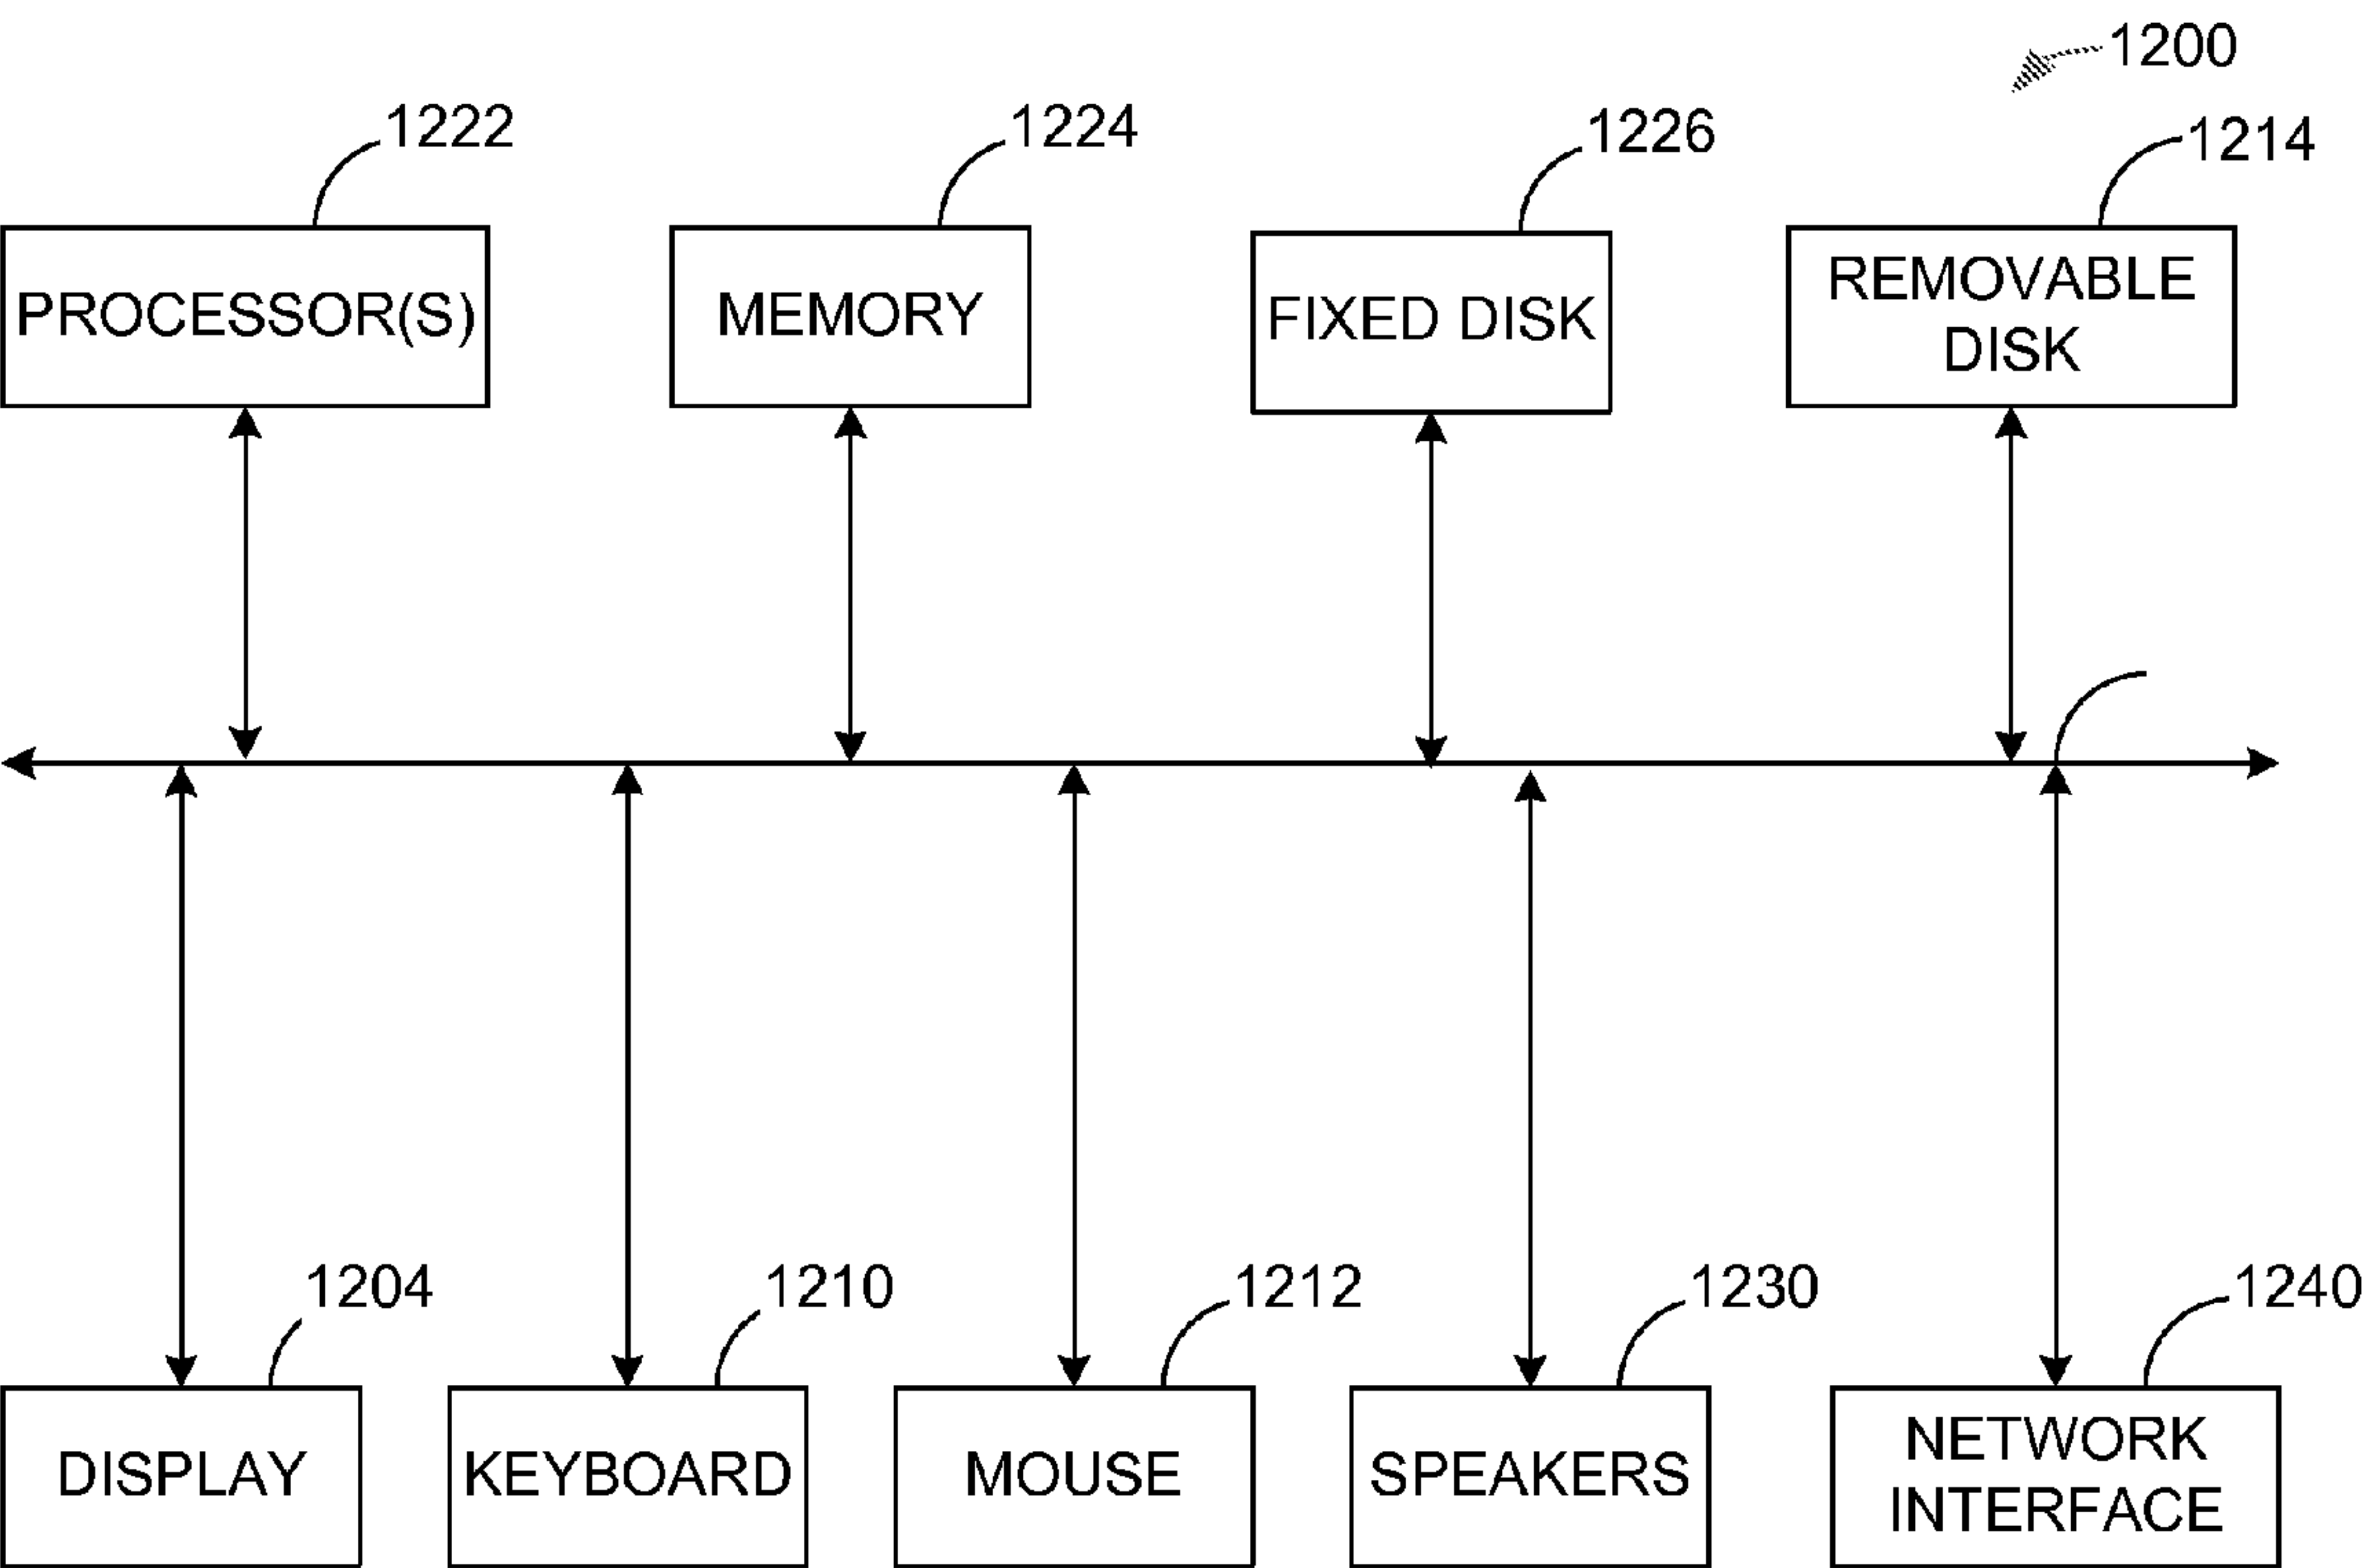 1200
1222
1224
1226
1214
PROCESSOR(S)
MEMORY
FIXED DISK
REMOVABLE
DISK
1204
1210
1212
1230
1240
DISPLAY
KEYBOARD
MOUSE
SPEAKERS
NETWORK
INTERFACE